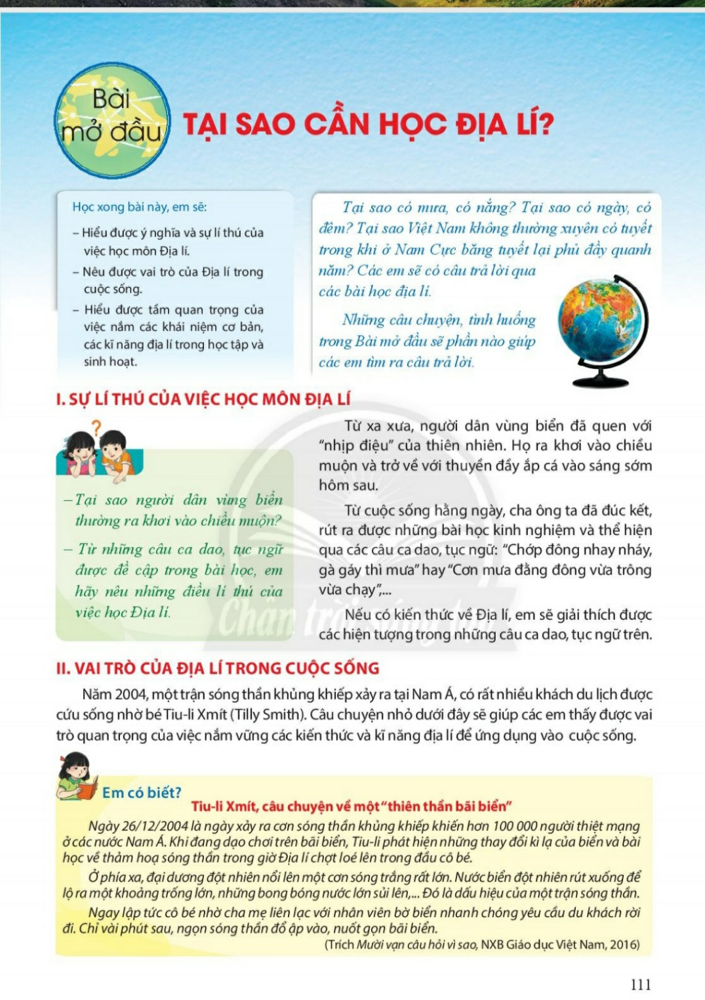 Bài
mở đầu
TẠI SAO CẦN HỌC ĐỊA LÍ?
Học xong bài này, em sẽ:
– Hiểu được ý nghĩa và sự lí thú của
việc học môn Địa lí.
– Nêu được vai trò của Địa lí trong
cuộc sống.
– Hiểu được tầm quan trọng của
việc nắm các khái niệm cơ bản,
các kĩ năng địa lí trong học tập và
sinh hoạt.
Tại sao có mưa, có nắng? Tại sao có ngày, có
đêm? Tại sao Việt Nam không thường xuyên có tuyết
trong khi ở Nam Cực băng tuyết lại phủ đầy quanh
năm? Các em sẽ có câu trả lời qua
các bài học địa lí.
Những câu chuyện, tình huống
trong Bài mở đầu sẽ phần nào giúp
các em tìm ra câu trả lời.
I. SỰ LÍ THÚ CỦA VIỆC HỌC MÔN ĐỊA LÍ
?
– Tại sao người dân vùng biển
thường ra khơi vào chiều muộn?
– Từ những câu ca dao, tục ngữ
được đề cập trong bài học, em
hãy nêu những điều lí thú của
việc học Địa lí.
Từ xa xưa, người dân vùng biển đã quen với
“nhịp điệu” của thiên nhiên. Họ ra khơi vào chiều
muộn và trở về với thuyền đầy ắp cá vào sáng sớm
hôm sau.
Từ cuộc sống hằng ngày, cha ông ta đã đúc kết,
rút ra được những bài học kinh nghiệm và thể hiện
qua các câu ca dao, tục ngữ: “Chớp đông nhay nháy,
gà gáy thì mưa” hay “Cơn mưa đằng đông vừa trông
vừa chạy”,...
Nếu có kiến thức về Địa lí, em sẽ giải thích được
các hiện tượng trong những câu ca dao, tục ngữ trên.
Chân trời sáng tạo
II. VAI TRÒ CỦA ĐỊA LÍ TRONG CUỘC SỐNG
Năm 2004, một trận sóng thần khủng khiếp xảy ra tại Nam Á, có rất nhiều khách du lịch được
cứu sống nhờ bé Tiu-li Xmít (Tilly Smith). Câu chuyện nhỏ dưới đây sẽ giúp các em thấy được vai
trò quan trọng của việc nắm vững các kiến thức và kĩ năng địa lí để ứng dụng vào cuộc sống.
Em có biết?
Tiu-li Xmít, câu chuyện về một “thiên thần bãi biển”
Ngày 26/12/2004 là ngày xảy ra cơn sóng thần khủng khiếp khiến hơn 100 000 người thiệt mạng
ở các nước Nam Á. Khi đang dạo chơi trên bãi biển, Tiu-li phát hiện những thay đổi kì lạ của biển và bài
học về thảm hoạ sóng thần trong giờ Địa lí chợt loé lên trong đầu cô bé.
Ở phía xa, đại dương đột nhiên nổi lên một cơn sóng trắng rất lớn. Nước biển đột nhiên rút xuống để
lộ ra một khoảng trống lớn, những bong bóng nước lớn sủi lên,... Đó là dấu hiệu của một trận sóng thần.
Ngay lập tức cô bé nhờ cha mẹ liên lạc với nhân viên bờ biển nhanh chóng yêu cầu du khách rời
đi. Chỉ vài phút sau, ngọn sóng thần đổ ập vào, nuốt gọn bãi biển.
(Trích Mười vạn câu hỏi vì sao, NXB Giáo dục Việt Nam, 2016)
111